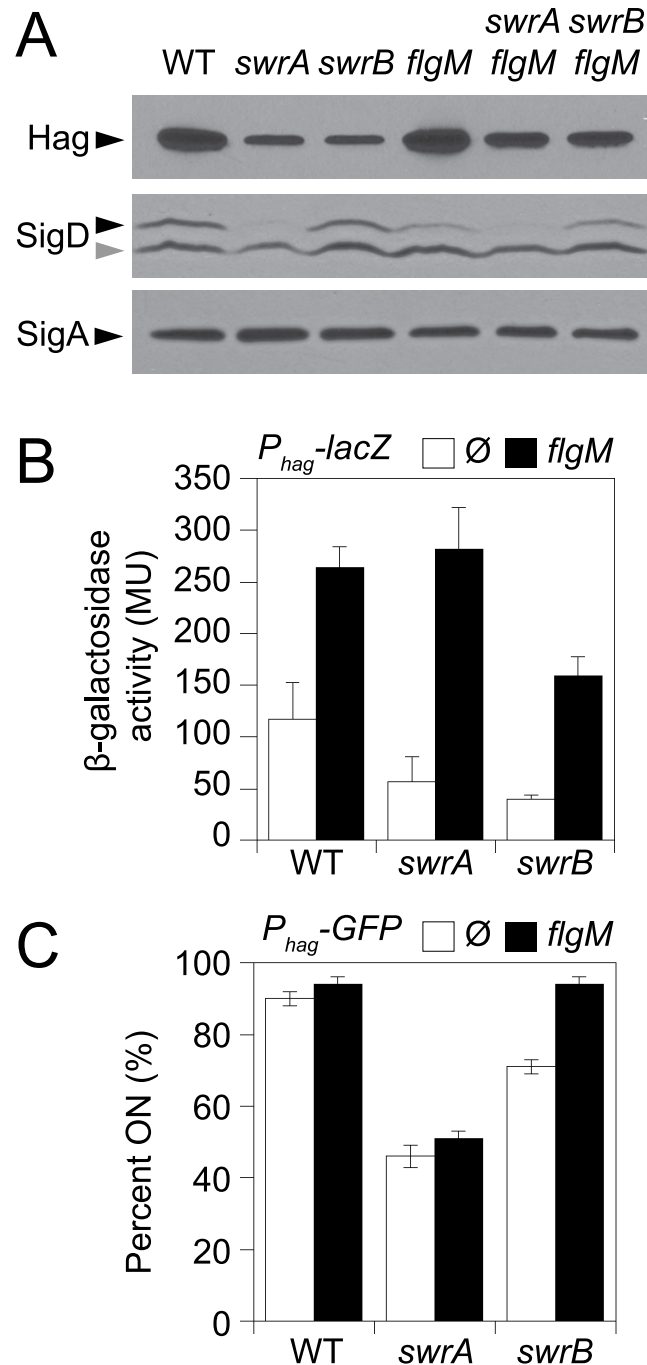 A
swrA swrB
WT swrA swrB flgM flgM flgM
Hag
SigD
SigA
B
P hag-lacZ Ø flgM
β-galactosidase
activity (MU)
350
300
250
200
150
100
50
0
WT swrA swrB
C
P hag-GFP Ø flgM
Percent ON (%)
100
80
60
40
20
0
WT swrA swrB